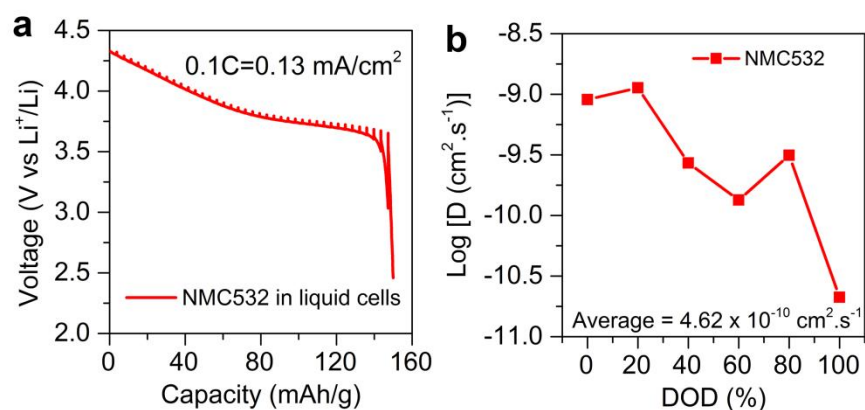 a
4.5
4.0
3.5
3.0
2.5
2.0
Voltage (V vs Li⁺/Li)
0.1C=0.13 mA/cm²
NMC532 in liquid cells
0 40 80 120 160
Capacity (mAh/g)
b
-8.5
-9.0
-9.5
-10.0
-10.5
-11.0
Log [D (cm².s⁻¹)]
NMC532
Average = 4.62 x 10⁻¹⁰ cm².s⁻¹
0 20 40 60 80 100
DOD (%)